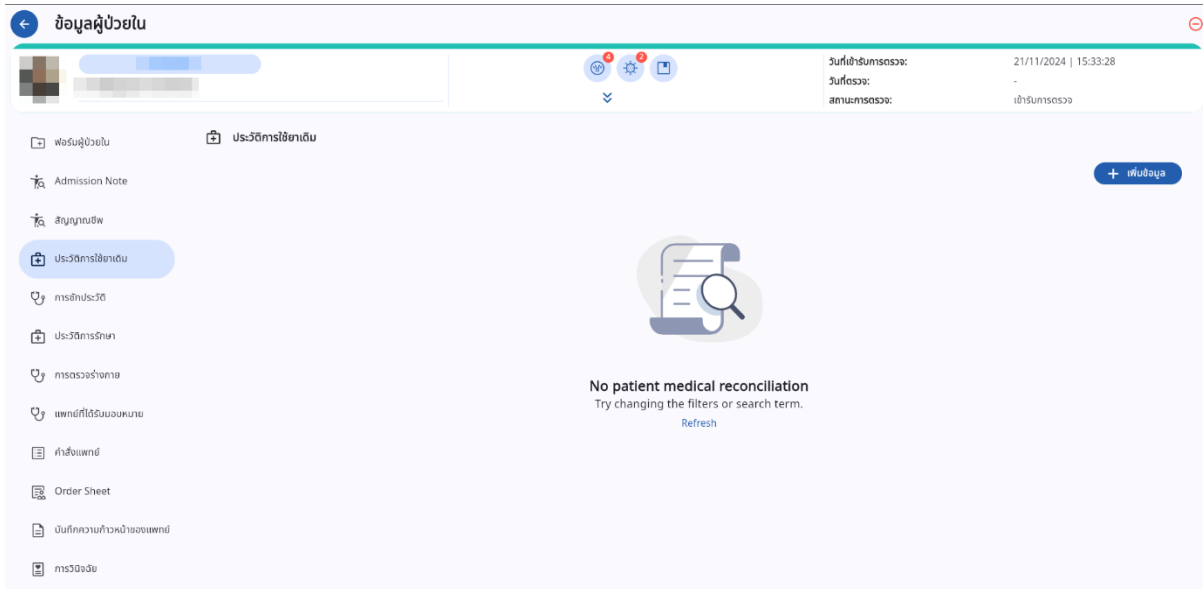 ข้อมูลผู้ป่วยใน
4
2
วันที่เข้ารับการตรวจ: 21/11/2024 | 15:33:28
วันที่ตรวจ: -
สถานะการตรวจ: เข้ารับการตรวจ
ฟอร์มผู้ป่วยใน
Admission Note
สัญญาณชีพ
ประวัติการใช้ยาเดิม
การซักประวัติ
ประวัติการรักษา
การตรวจร่างกาย
แพทย์ที่ได้รับมอบหมาย
คำสั่งแพทย์
Order Sheet
บันทึกความก้าวหน้าของแพทย์
การวินิจฉัย
ประวัติการใช้ยาเดิม
+ เพิ่มข้อมูล
No patient medical reconciliation
Try changing the filters or search term.
Refresh